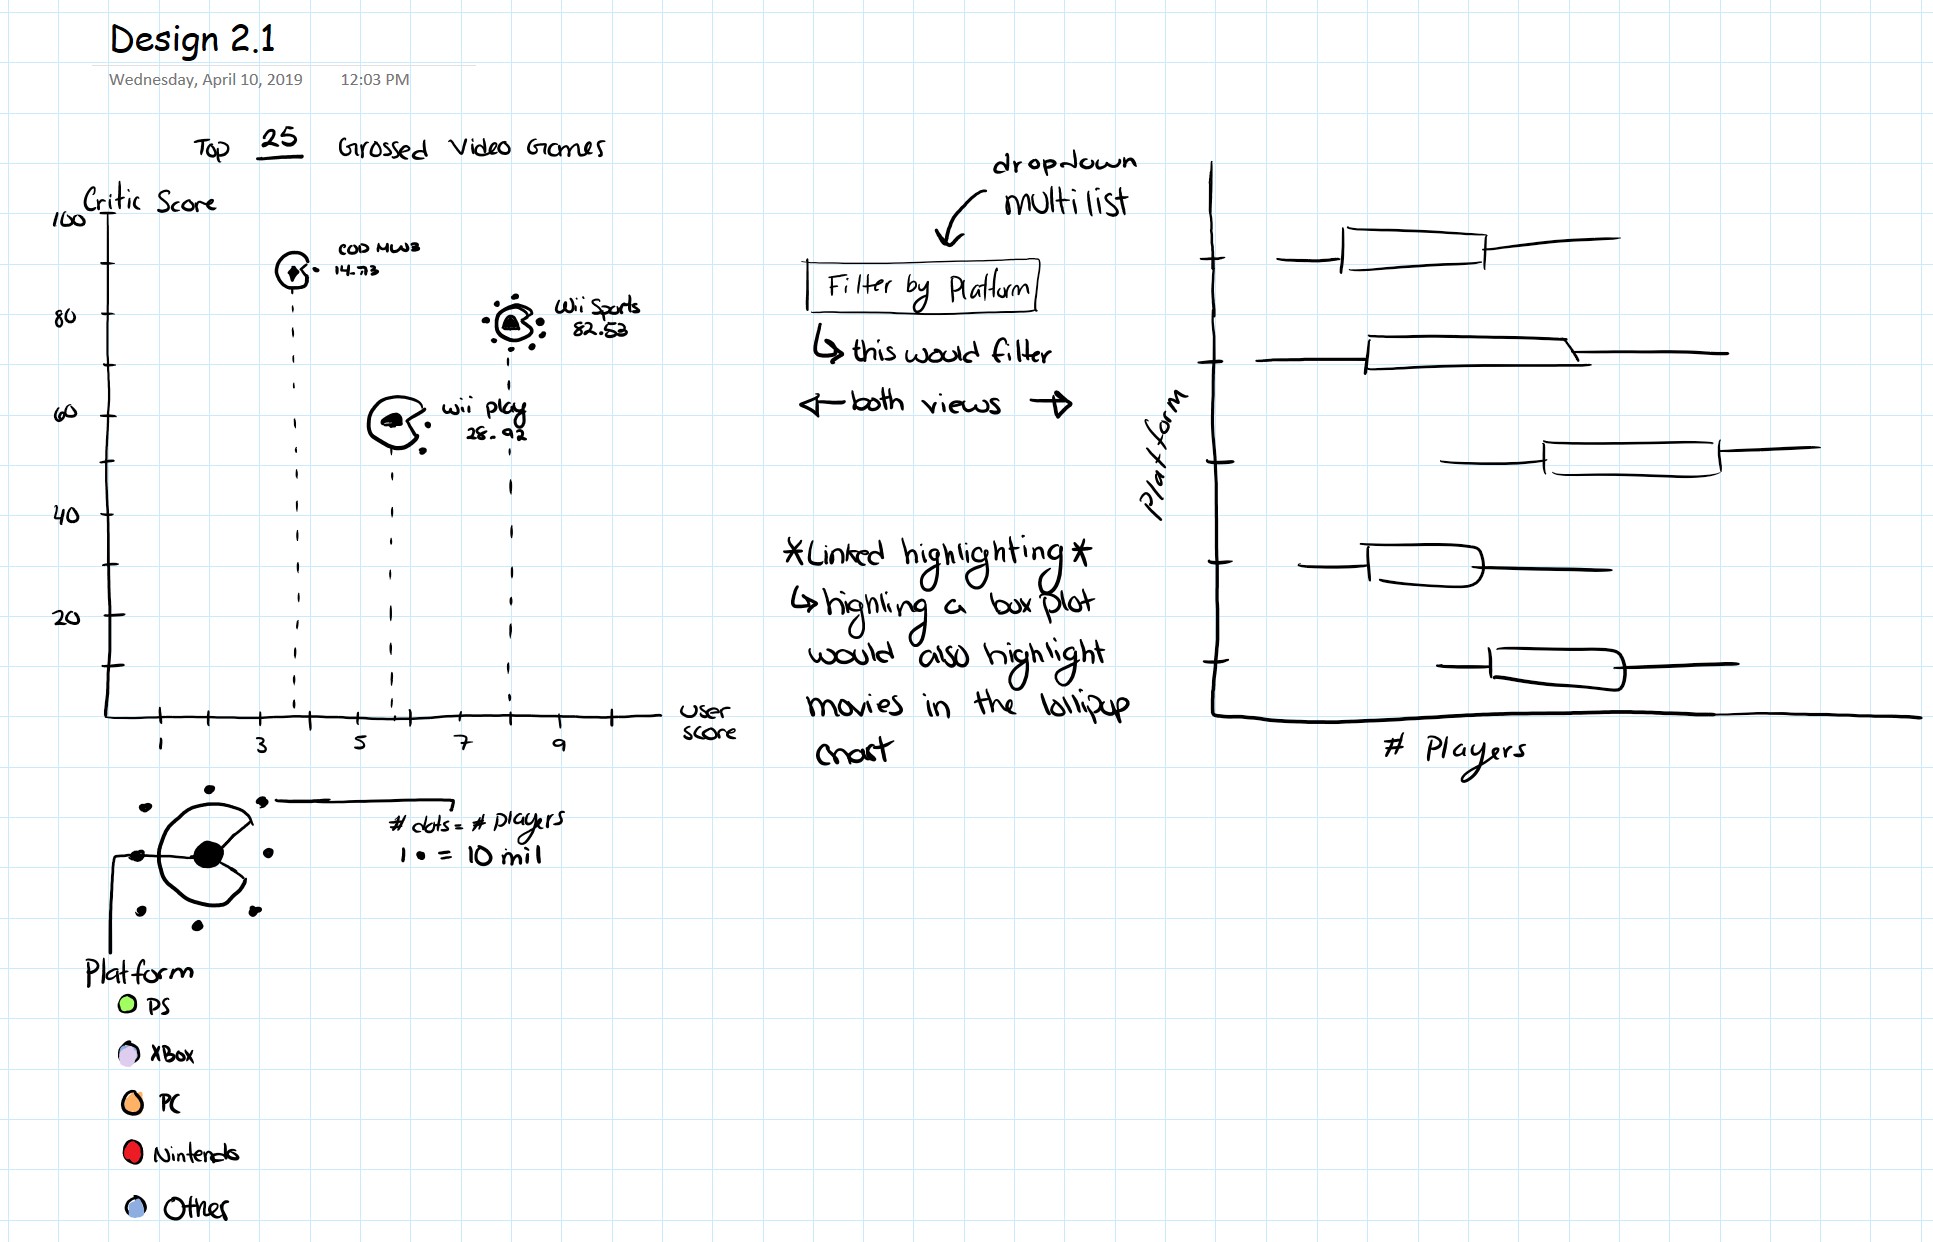 Design 2.1
Wednesday, April 10, 2019 12:03 PM
Top 25 Grossed Video Games
Critic Score
100
80
60
40
20
COD MW3
14.73
Wii Sports
82.53
Wii play
28.92
1 3 5 7 9
User
score
# dots = # Players
1 • = 10 mil
Platform
PS
XBox
PC
Nintendo
Other
dropdown
multilist
Filter by Platform
this would filter
both views
*Linked highlighting*
highling a box plot
would also highlight
movies in the lollipop
chart
Platform
# Players